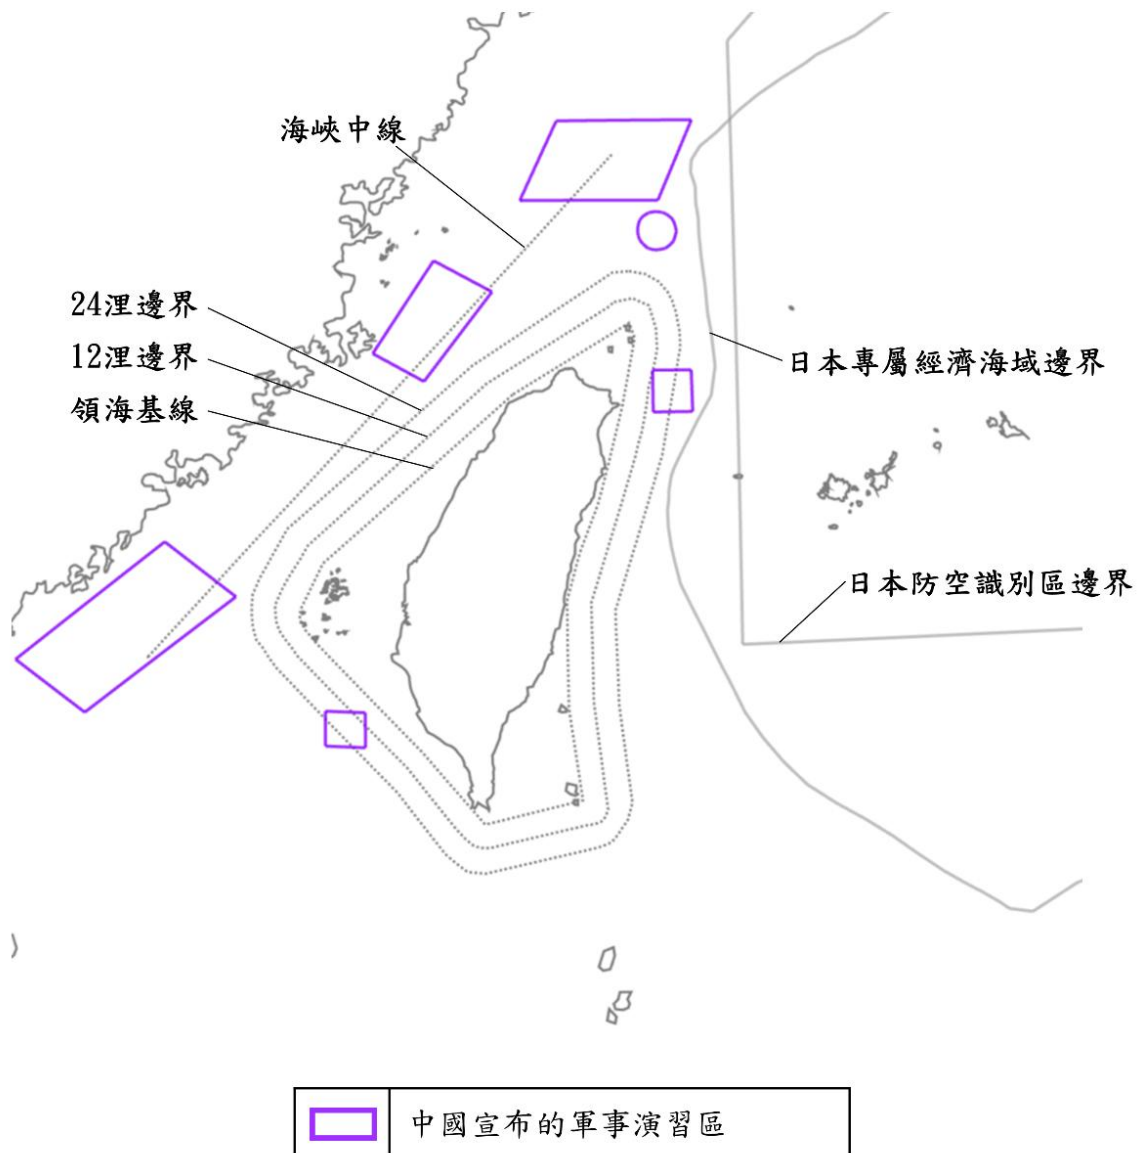 海峽中線
24浬邊界
12浬邊界
領海基線
日本專屬經濟海域邊界
日本防空識別區邊界
中國宣布的軍事演習區